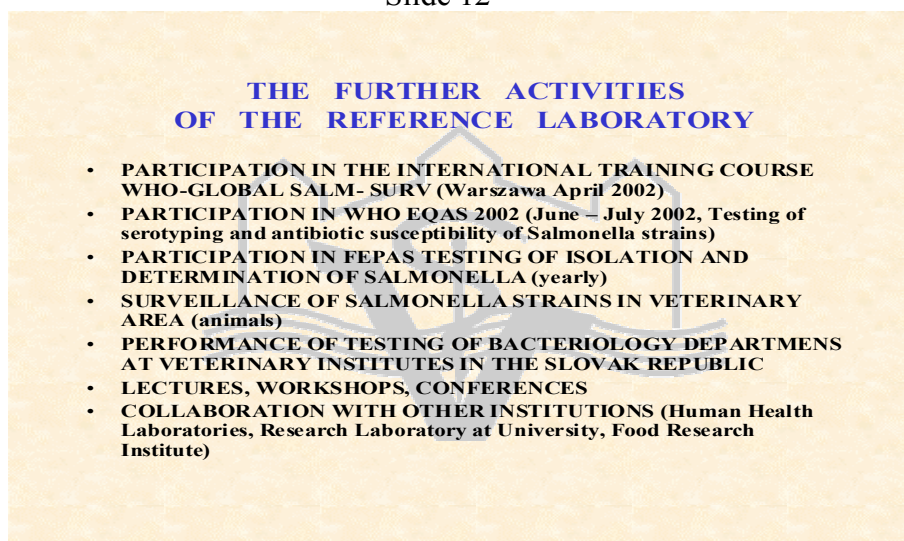 Slide 12
THE FURTHER ACTIVITIES
OF THE REFERENCE LABORATORY
• PARTICIPATION IN THE INTERNATIONAL TRAINING COURSE
WHO-GLOBAL SALM- SURV (Warszawa April 2002)
• PARTICIPATION IN WHO EQAS 2002 (June – July 2002, Testing of
serotyping and antibiotic susceptibility of Salmonella strains)
• PARTICIPATION IN FEPAS TESTING OF ISOLATION AND
DETERMINATION OF SALMONELLA (yearly)
• SURVEILLANCE OF SALMONELLA STRAINS IN VETERINARY
AREA (animals)
• PERFORMANCE OF TESTING OF BACTERIOLOGY DEPARTMENS
AT VETERINARY INSTITUTES IN THE SLOVAK REPUBLIC
• LECTURES, WORKSHOPS, CONFERENCES
• COLLABORATION WITH OTHER INSTITUTIONS (Human Health
Laboratories, Research Laboratory at University, Food Research
Institute)